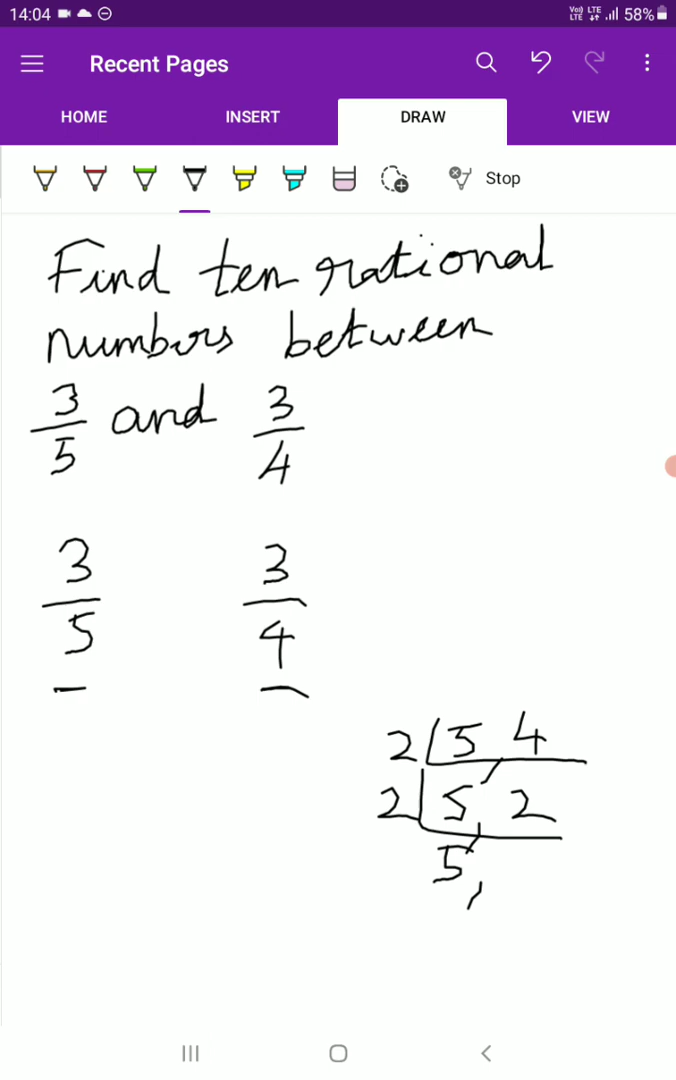 14:04 58%
Recent Pages
HOME INSERT DRAW VIEW
Stop
Find ten rational
numbers between
3/5 and 3/4
3/5 3/4
2 5, 4
2 5, 2
5,